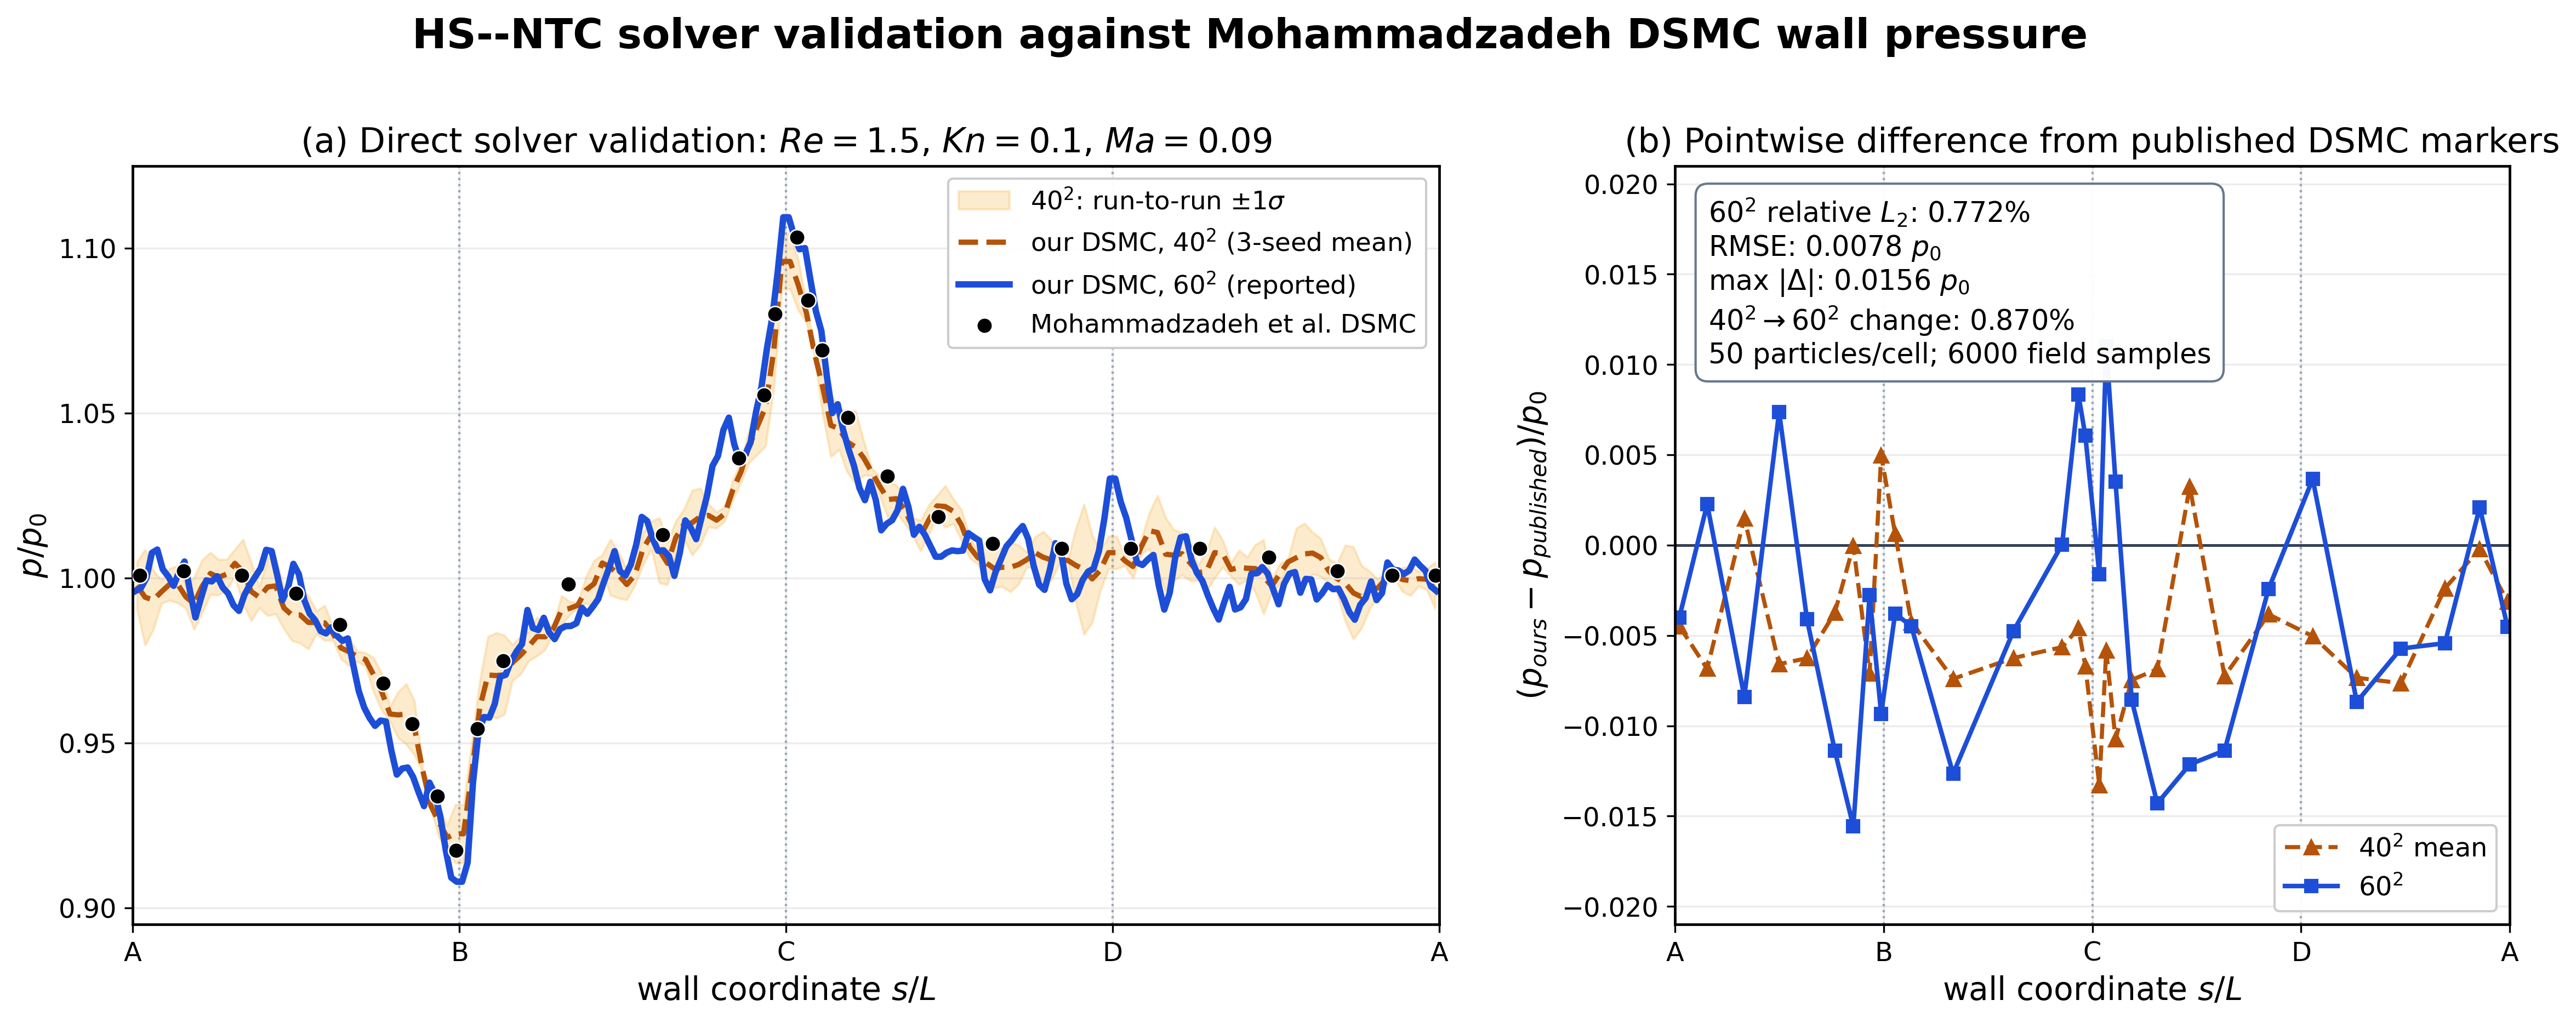 HS--NTC solver validation against Mohammadzadeh DSMC wall pressure
(a) Direct solver validation: Re = 1.5, Kn = 0.1, Ma = 0.09
40²: run-to-run ±1σ
our DSMC, 40² (3-seed mean)
our DSMC, 60² (reported)
Mohammadzadeh et al. DSMC
p/p₀
1.10
1.05
1.00
0.95
0.90
A B C D A
wall coordinate s/L
(b) Pointwise difference from published DSMC markers
60² relative L₂: 0.772%
RMSE: 0.0078 p₀
max |Δ|: 0.0156 p₀
40²→60² change: 0.870%
50 particles/cell; 6000 field samples
(p_ours − p_published)/p₀
0.020
0.015
0.010
0.005
0.000
−0.005
−0.010
−0.015
−0.020
40² mean
60²
A B C D A
wall coordinate s/L